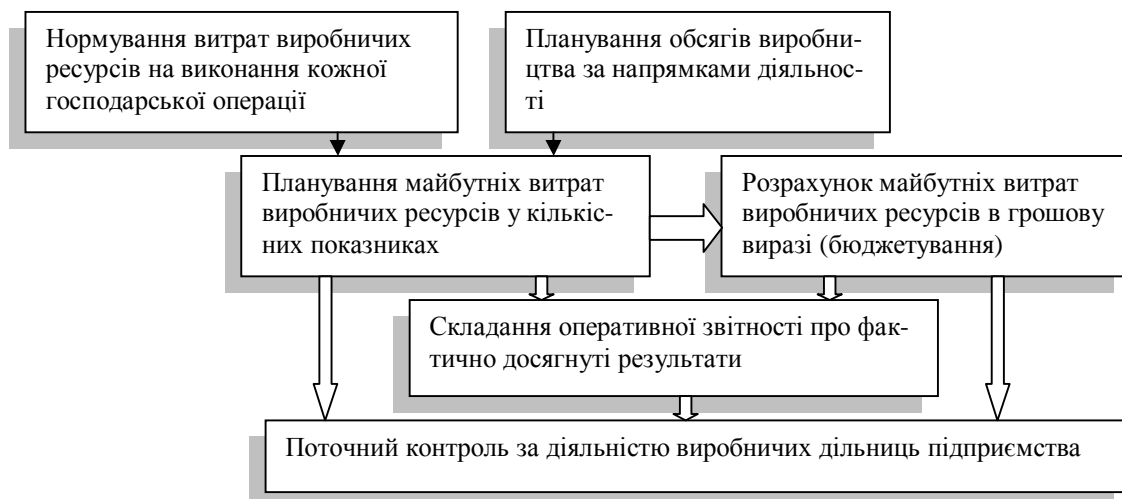 Нормування витрат виробничих
ресурсів на виконання кожної
господарської операції
Планування обсягів виробни-
цтва за напрямками діяльнос-
ті
Планування майбутніх витрат
виробничих ресурсів у кількіс-
них показниках
Розрахунок майбутніх витрат
виробничих ресурсів в грошову
виразі (бюджетування)
Складання оперативної звітності про фак-
тично досягнуті результати
Поточний контроль за діяльністю виробничих дільниць підприємства